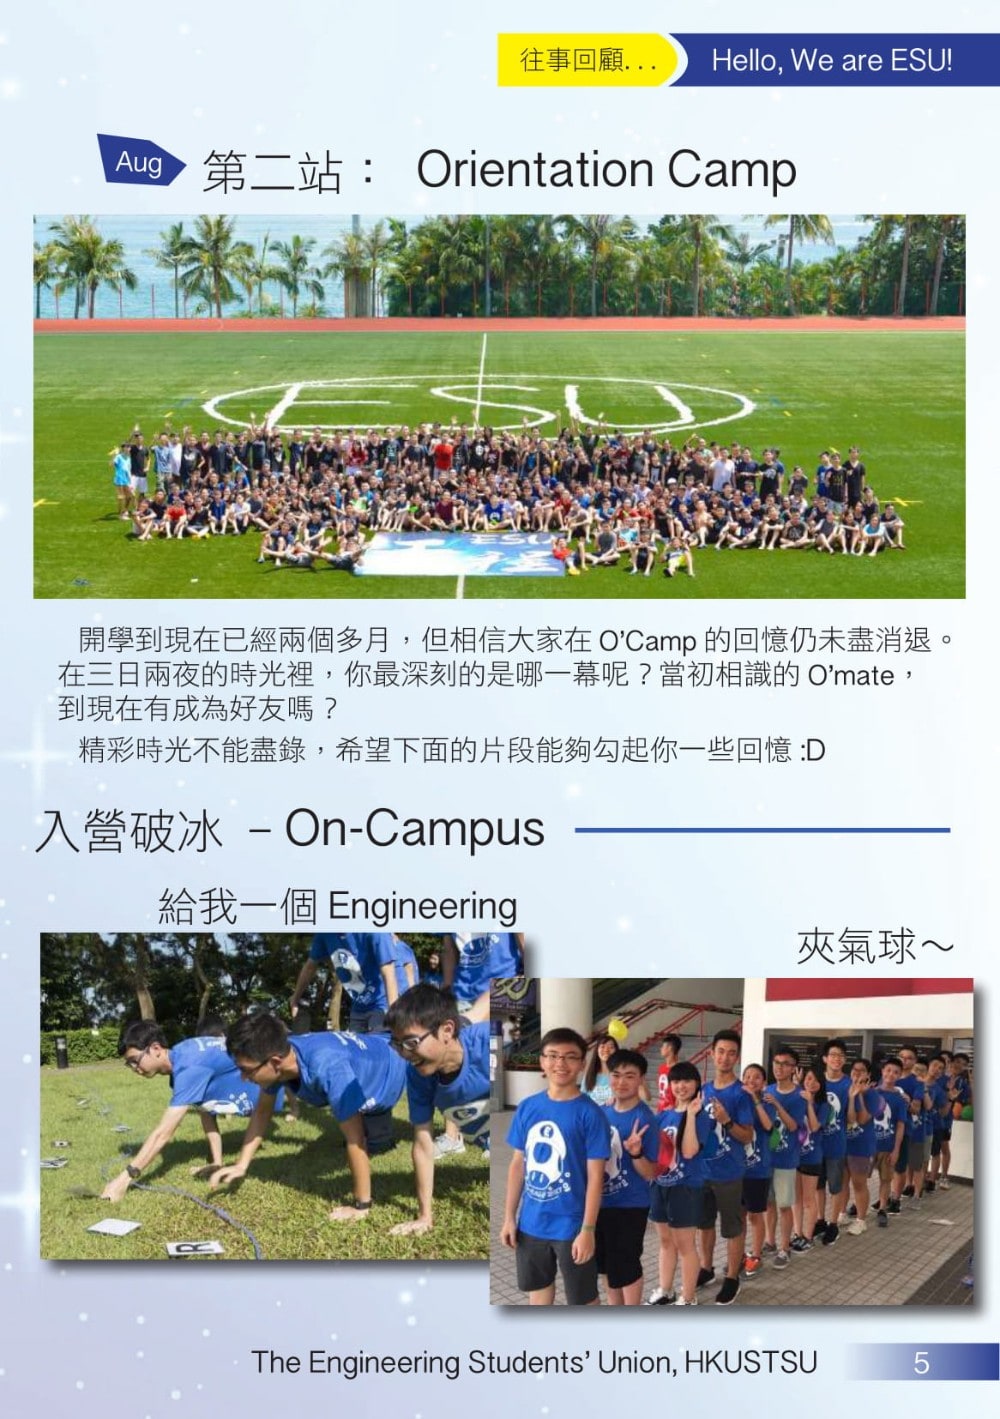 往事回顧...
Hello, We are ESU!
Aug
第二站： Orientation Camp
ESU
ESU
開學到現在已經兩個多月，但相信大家在 O’Camp 的回憶仍未盡消退。
在三日兩夜的時光裡，你最深刻的是哪一幕呢？當初相識的 O’mate，
到現在有成為好友嗎？
精彩時光不能盡錄，希望下面的片段能夠勾起你一些回憶 :D
入營破冰 – On-Campus
給我一個 Engineering
夾氣球～
R
The Engineering Students’ Union, HKUSTSU
5